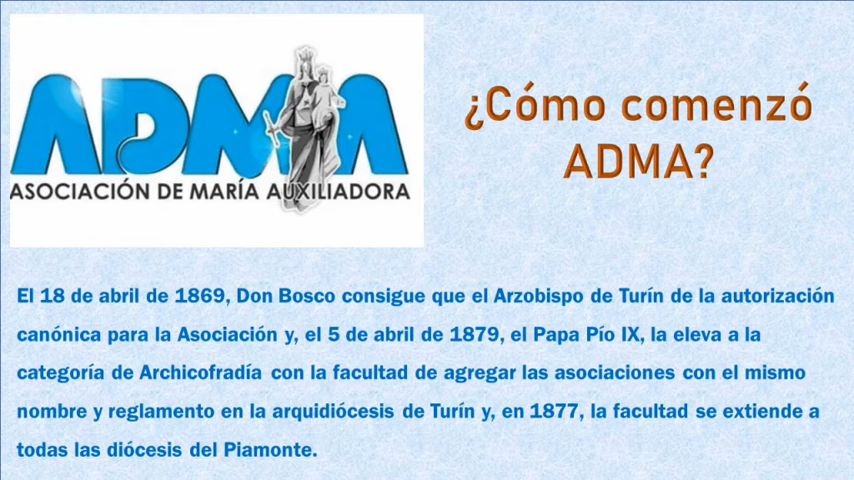 ADMA
ASOCIACIÓN DE MARÍA AUXILIADORA
¿Cómo comenzó
ADMA?
El 18 de abril de 1869, Don Bosco consigue que el Arzobispo de Turín de la autorización
canónica para la Asociación y, el 5 de abril de 1879, el Papa Pío IX, la eleva a la
categoría de Archicofradía con la facultad de agregar las asociaciones con el mismo
nombre y reglamento en la arquidiócesis de Turín y, en 1877, la facultad se extiende a
todas las diócesis del Piamonte.